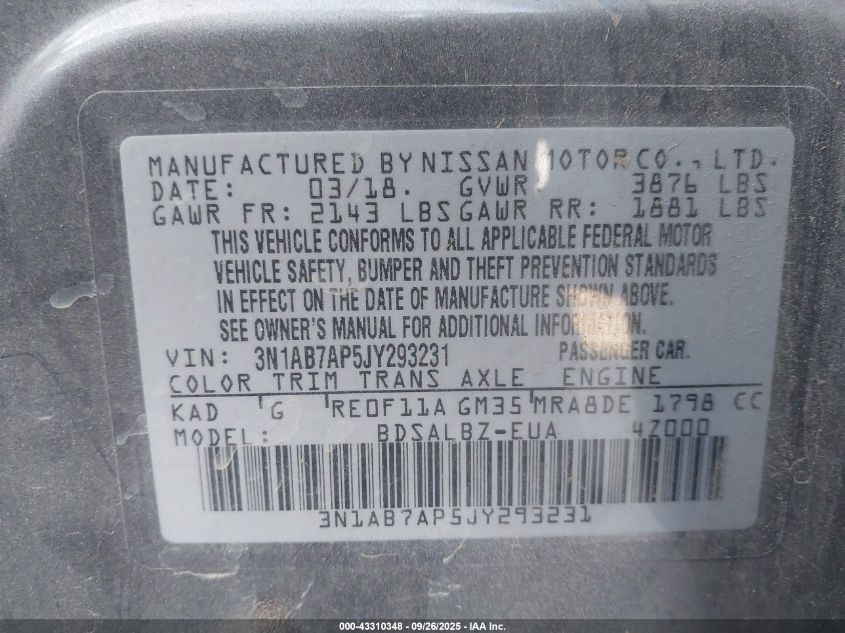 MANUFACTURED BY NISSAN MOTOR CO., LTD.
DATE: 03/18. GVWR 3876 LBS
GAWR FR: 2143 LBS GAWR RR: 1881 LBS
THIS VEHICLE CONFORMS TO ALL APPLICABLE FEDERAL MOTOR
VEHICLE SAFETY, BUMPER AND THEFT PREVENTION STANDARDS
IN EFFECT ON THE DATE OF MANUFACTURE SHOWN ABOVE.
SEE OWNER'S MANUAL FOR ADDITIONAL INFORMATION.
VIN: 3N1AB7AP5JY293231 PASSENGER CAR.
COLOR TRIM TRANS AXLE ENGINE
KAD G RE0F11A GM35 MRA8DE 1798 CC
MODEL: BDSALBZ-EUA 4Z000
3N1AB7AP5JY293231
000-43310348 - 09/26/2025 - IAA Inc.